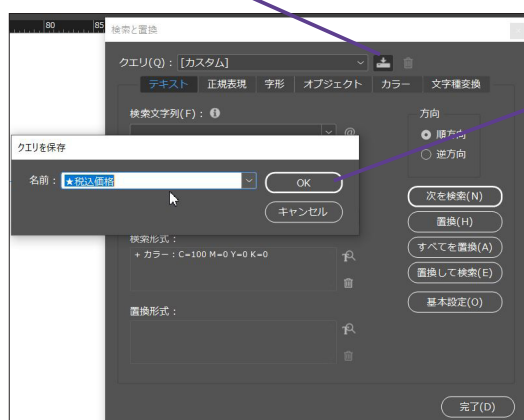 80 85
検索と置換
クエリ(Q) : [カスタム]
テキスト 正規表現 字形 オブジェクト カラー 文字種変換
検索文字列(F) :
@
方向
順方向
逆方向
クエリを保存
名前 : ★税込価格
OK
キャンセル
次を検索(N)
置換(H)
すべてを置換(A)
置換して検索(E)
基本設定(O)
検索形式 :
+ カラー : C=100 M=0 Y=0 K=0
置換形式 :
完了(D)